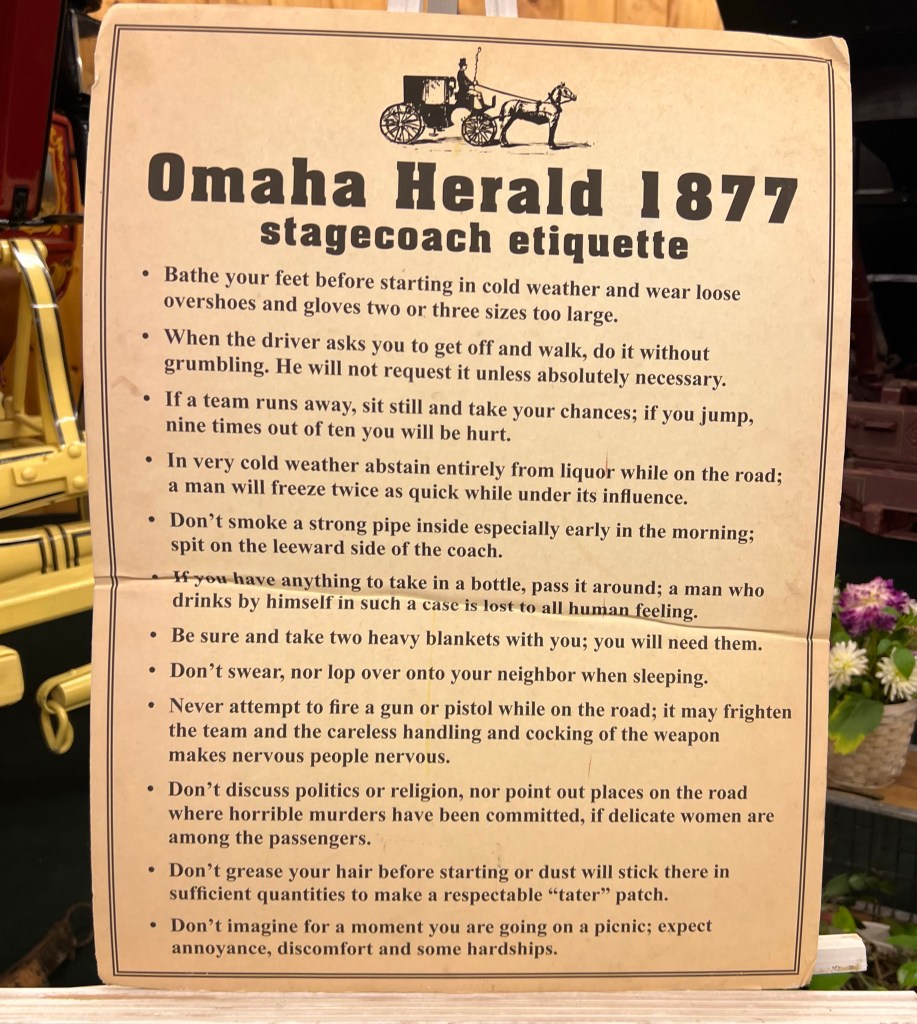 Omaha Herald 1877
stagecoach etiquette
• Bathe your feet before starting in cold weather and wear loose
overshoes and gloves two or three sizes too large.
• When the driver asks you to get off and walk, do it without
grumbling. He will not request it unless absolutely necessary.
• If a team runs away, sit still and take your chances; if you jump,
nine times out of ten you will be hurt.
• In very cold weather abstain entirely from liquor while on the road;
a man will freeze twice as quick while under its influence.
• Don’t smoke a strong pipe inside especially early in the morning;
spit on the leeward side of the coach.
• If you have anything to take in a bottle, pass it around; a man who
drinks by himself in such a case is lost to all human feeling.
• Be sure and take two heavy blankets with you; you will need them.
• Don’t swear, nor lop over onto your neighbor when sleeping.
• Never attempt to fire a gun or pistol while on the road; it may frighten
the team and the careless handling and cocking of the weapon
makes nervous people nervous.
• Don’t discuss politics or religion, nor point out places on the road
where horrible murders have been committed, if delicate women are
among the passengers.
• Don’t grease your hair before starting or dust will stick there in
sufficient quantities to make a respectable “tater” patch.
• Don’t imagine for a moment you are going on a picnic; expect
annoyance, discomfort and some hardships.